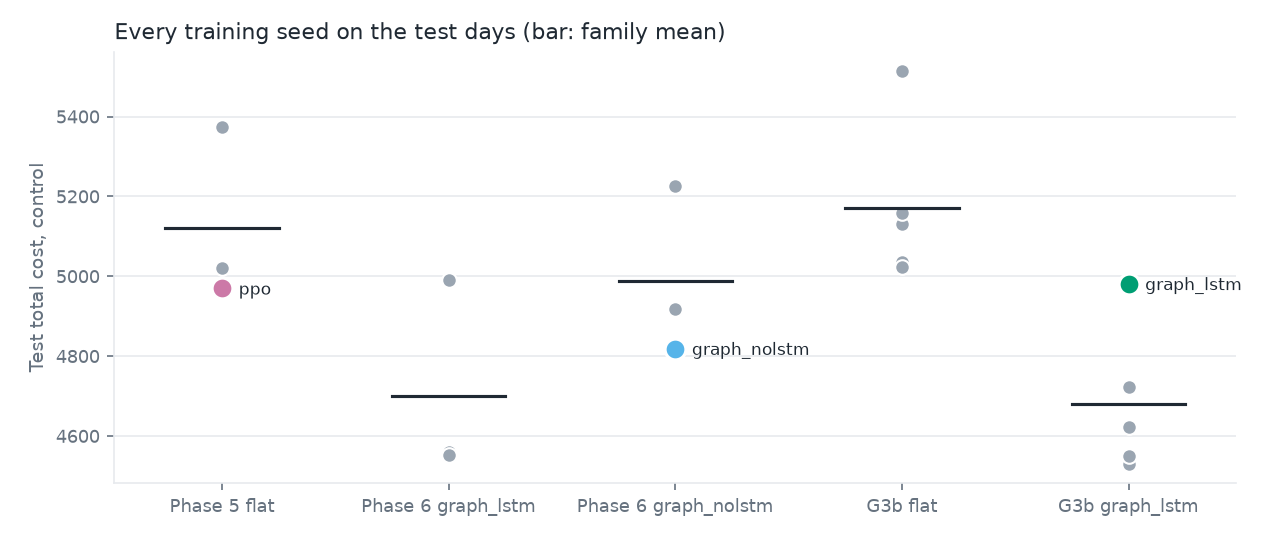 Every training seed on the test days (bar: family mean)
Test total cost, control
5400
5200
5000
4800
4600
ppo
graph_nolstm
graph_lstm
Phase 5 flat
Phase 6 graph_lstm
Phase 6 graph_nolstm
G3b flat
G3b graph_lstm